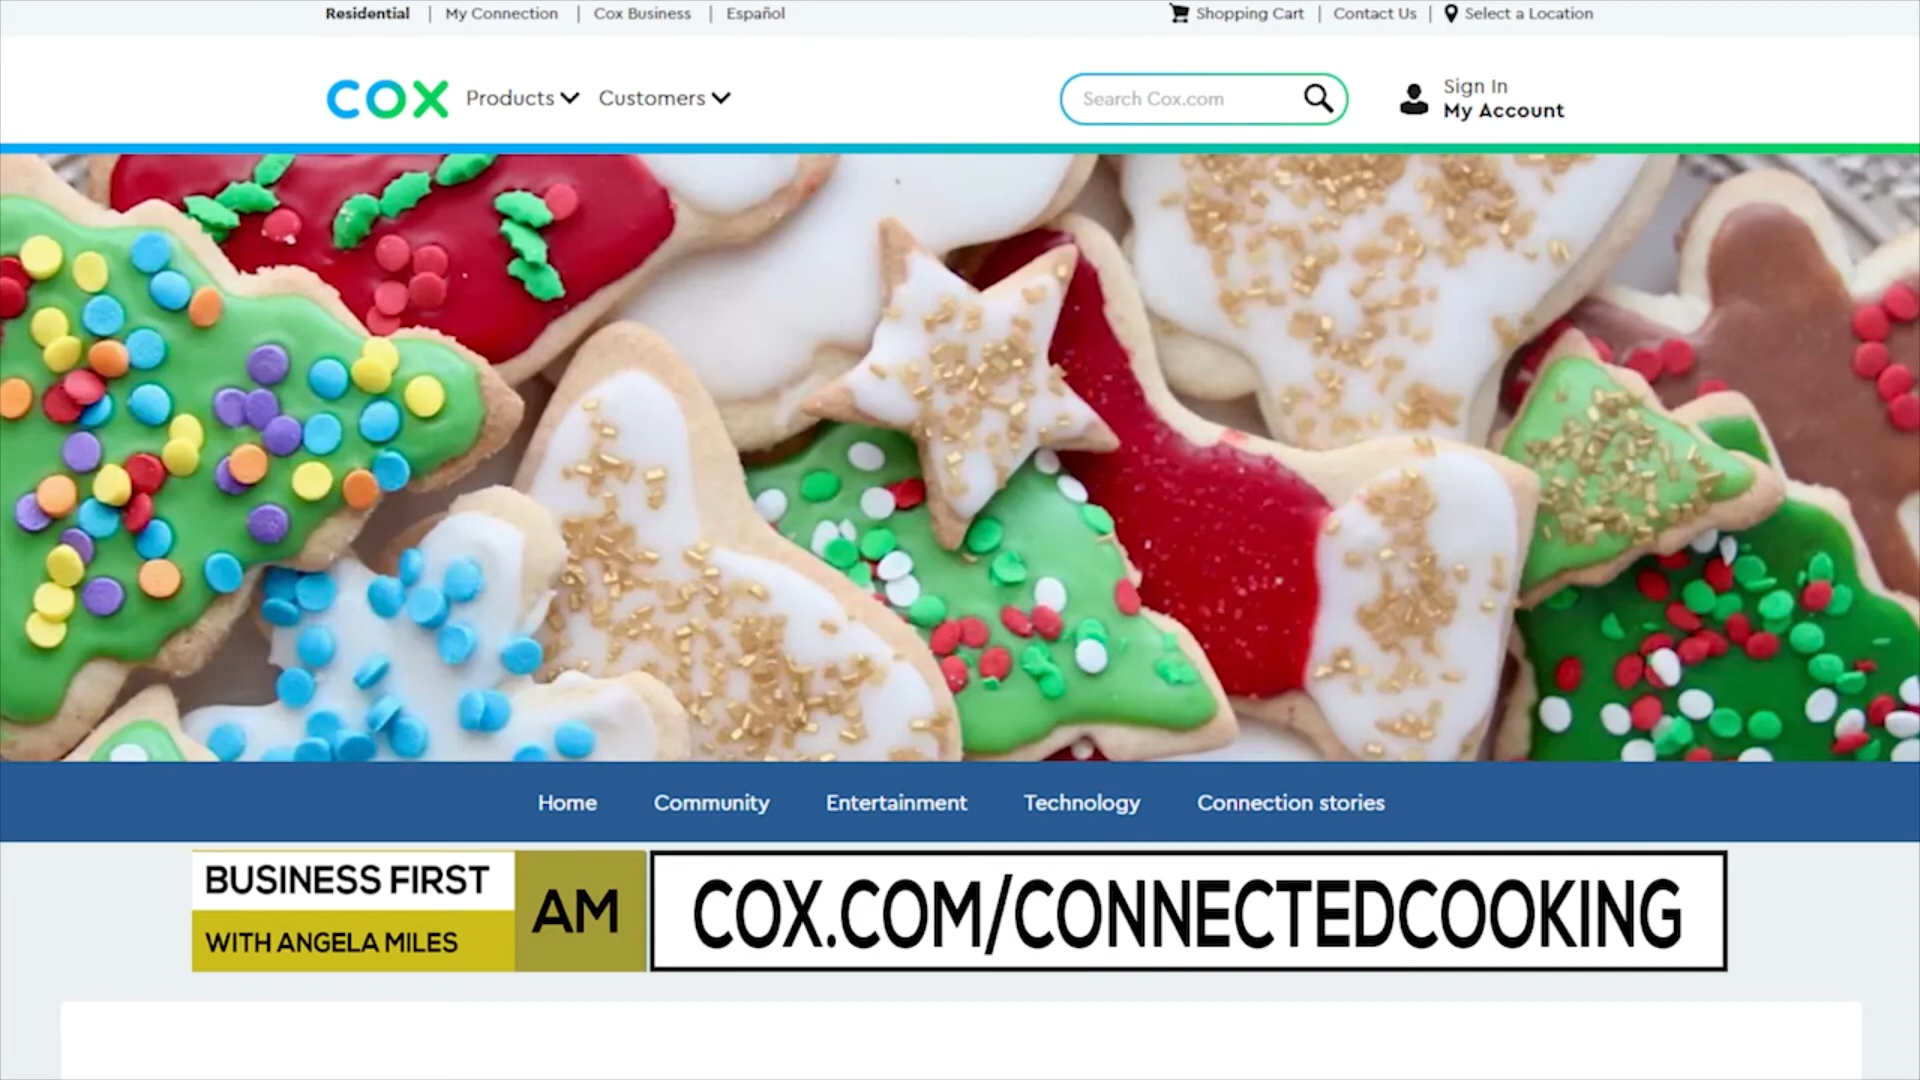 Residential | My Connection | Cox Business | Español
Shopping Cart | Contact Us | Select a Location
COX Products Customers
Search Cox.com
Sign In
My Account
Home Community Entertainment Technology Connection stories
BUSINESS FIRST
WITH ANGELA MILES
AM
COX.COM/CONNECTEDCOOKING